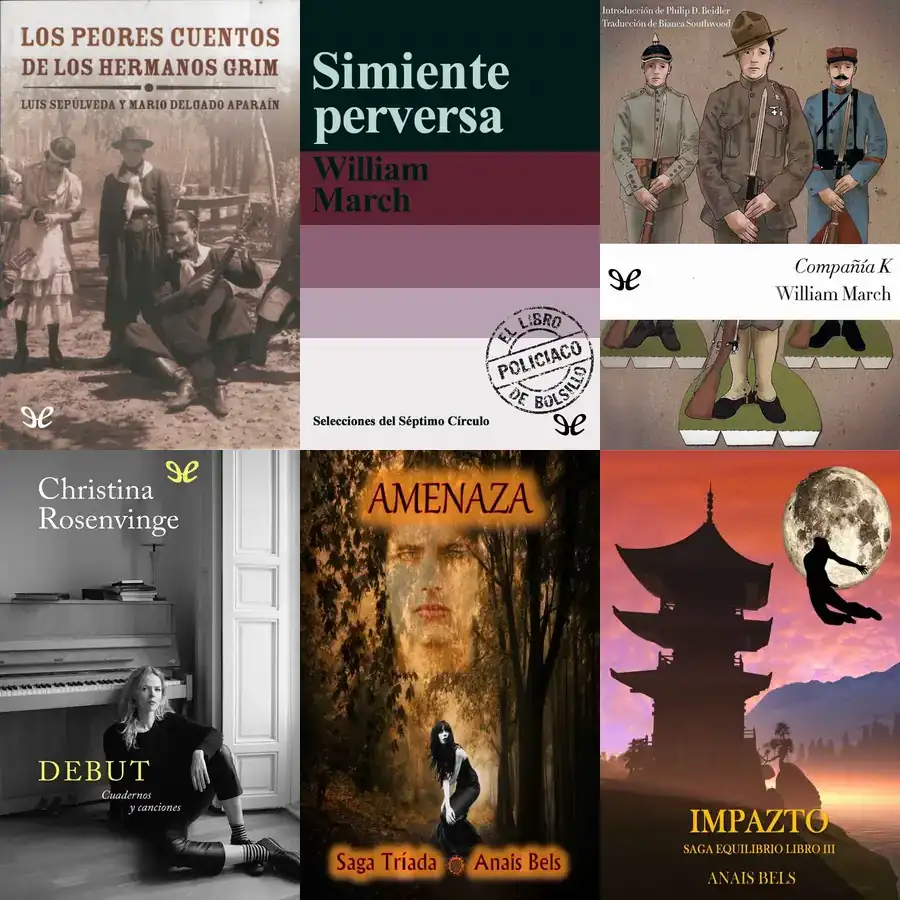 LOS PEORES CUENTOS
DE LOS HERMANOS GRIM
LUIS SEPÚLVEDA Y MARIO DELGADO APARAÍN
Simiente
perversa
William
March
EL LIBRO
POLICIACO
DE BOLSILLO
Selecciones del Séptimo Círculo
Introducción de Philip D. Beidler
Traducción de Bianca Southwood
Compañía K
William March
Christina
Rosenvinge
DEBUT
Cuadernos
y canciones
AMENAZA
Saga Tríada Anais Bels
IMPAZTO
SAGA EQUILIBRIO LIBRO III
ANAIS BELS